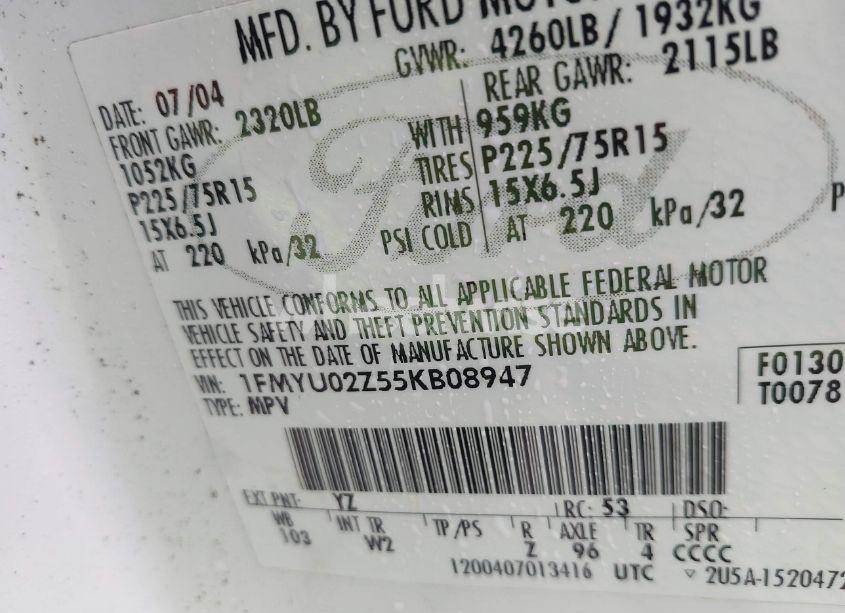 MFD. BY FORD
GVWR: 4260LB / 1932KG
DATE: 07/04
FRONT GAWR: 2320LB
REAR GAWR: 2115LB
1052KG WITH 959KG
P225/75R15 TIRES P225/75R15
15X6.5J RIMS 15X6.5J
AT 220 kPa/32 PSI COLD AT 220 kPa/32 P
THIS VEHICLE CONFORMS TO ALL APPLICABLE FEDERAL MOTOR
VEHICLE SAFETY AND THEFT PREVENTION STANDARDS IN
EFFECT ON THE DATE OF MANUFACTURE SHOWN ABOVE.
VIN: 1FMYU02Z55KB08947
TYPE: MPV
F0130
T0078
EXT PNT: YZ RC: 53 DSO:
WB INT TR TP/PS R AXLE TR SPR
103 W2 Z 96 4 CCCC
1200407013416 UTC ▽ 2U5A-1520472
Ford